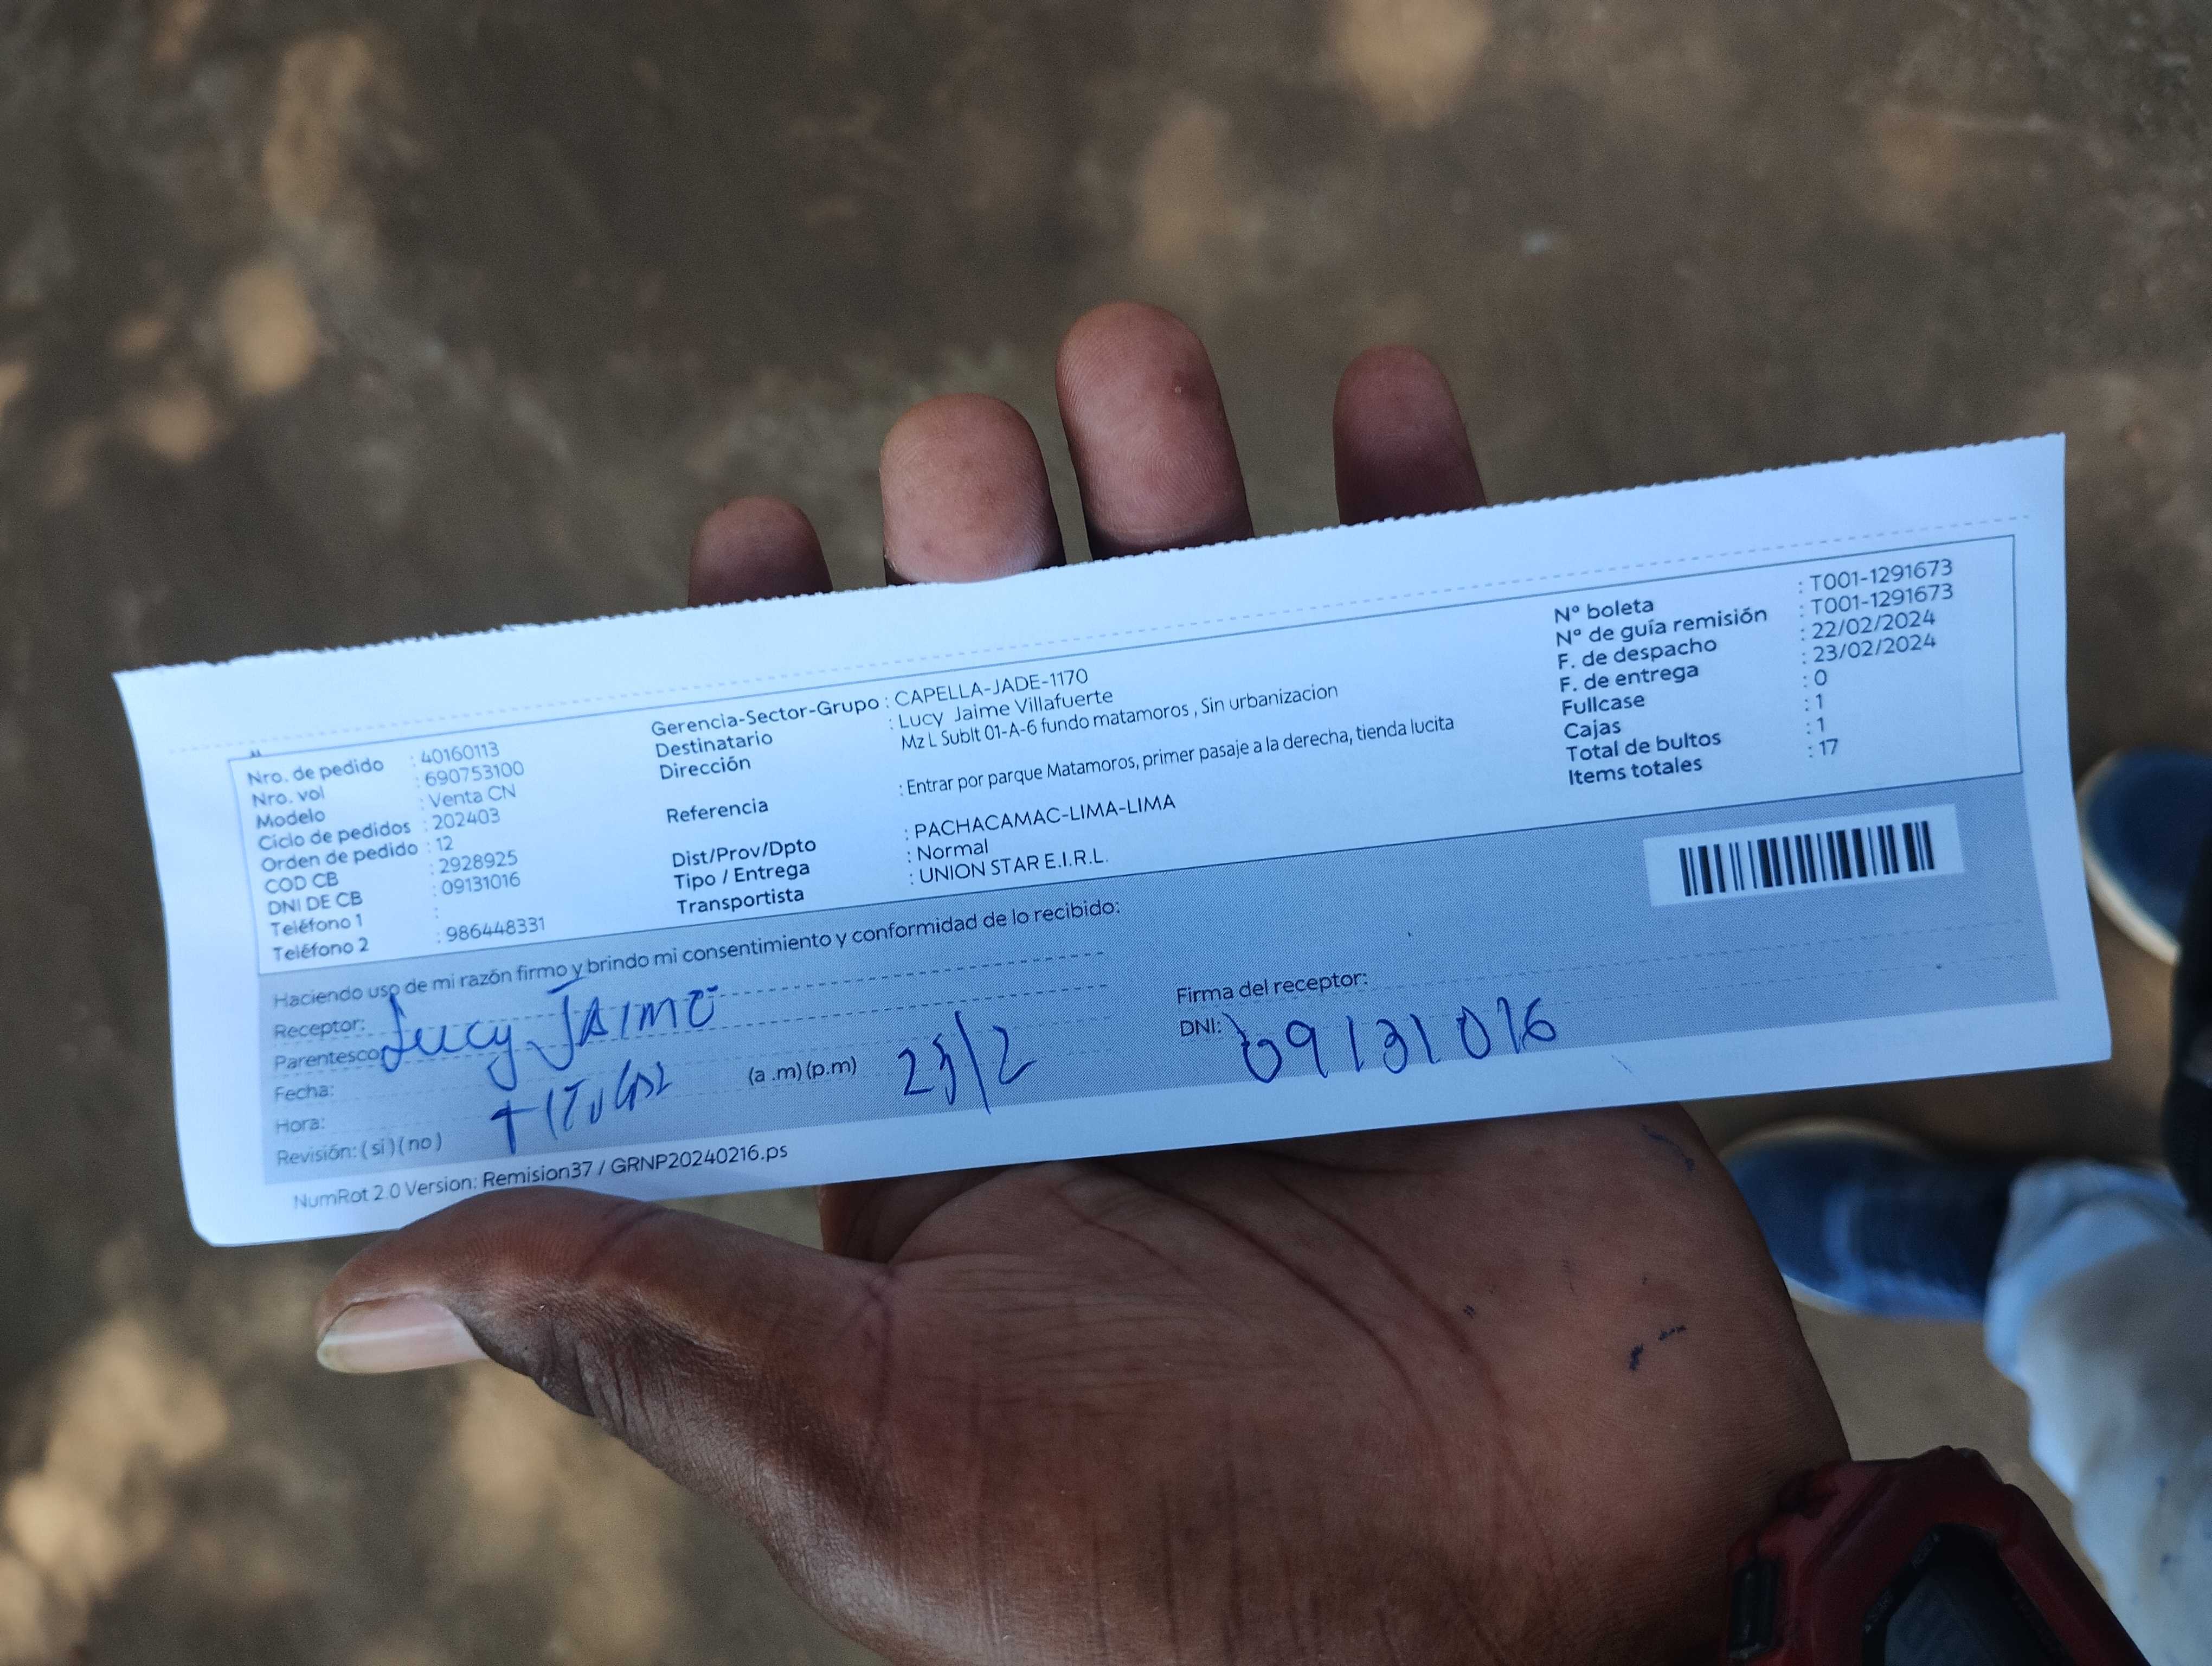 Nro. de pedido : 40160113
Nro. vol : 690753100
Modelo : Venta CN
Ciclo de pedidos : 202403
Orden de pedido : 12
COD CB : 2928925
DNI DE CB : 09131016
Teléfono 1 :
Teléfono 2 : 986448331
Gerencia-Sector-Grupo : CAPELLA-JADE-1170
Destinatario : Lucy Jaime Villafuerte
Dirección Mz L Sublt 01-A-6 fundo matamoros , Sin urbanizacion
Referencia : Entrar por parque Matamoros, primer pasaje a la derecha, tienda lucita
Dist/Prov/Dpto : PACHACAMAC-LIMA-LIMA
Tipo / Entrega : Normal
Transportista : UNION STAR E.I.R.L.
N° boleta : T001-1291673
N° de guía remisión : T001-1291673
F. de despacho : 22/02/2024
F. de entrega : 23/02/2024
Fullcase : 0
Cajas : 1
Total de bultos : 1
Items totales : 17
Haciendo uso de mi razón firmo y brindo mi consentimiento y conformidad de lo recibido:
Receptor: Lucy JAIME
Parentesco
Fecha:
Hora: (a .m) (p.m)
Revisión: ( si ) ( no )
Firma del receptor:
DNI: 09131016
NumRot 2.0 Version: Remision37 / GRNP20240216.ps